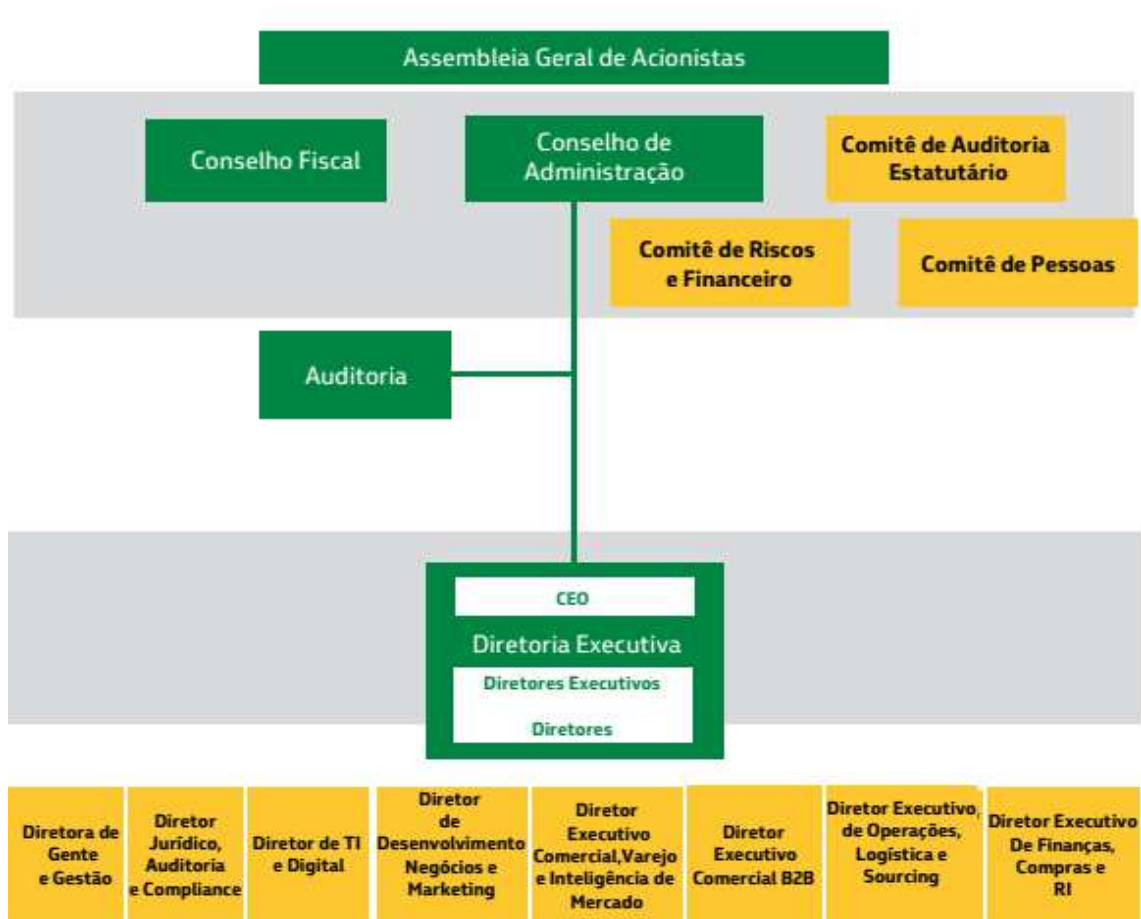 Assembleia Geral de Acionistas
Conselho Fiscal
Conselho de
Administração
Comitê de Auditoria
Estatutário
Comitê de Riscos
e Financeiro
Comitê de Pessoas
Auditoria
CEO
Diretoria Executiva
Diretores Executivos
Diretores
Diretora de
Gente
e Gestão
Diretor
Jurídico,
Auditoria
e Compliance
Diretor de TI
e Digital
Diretor
de
Desenvolvimento
Negócios e
Marketing
Diretor
Executivo
Comercial,Varejo
e Inteligência de
Mercado
Diretor
Executivo
Comercial B2B
Diretor Executivo,
de Operações,
Logística e
Sourcing
Diretor Executivo
De Finanças,
Compras e
RI